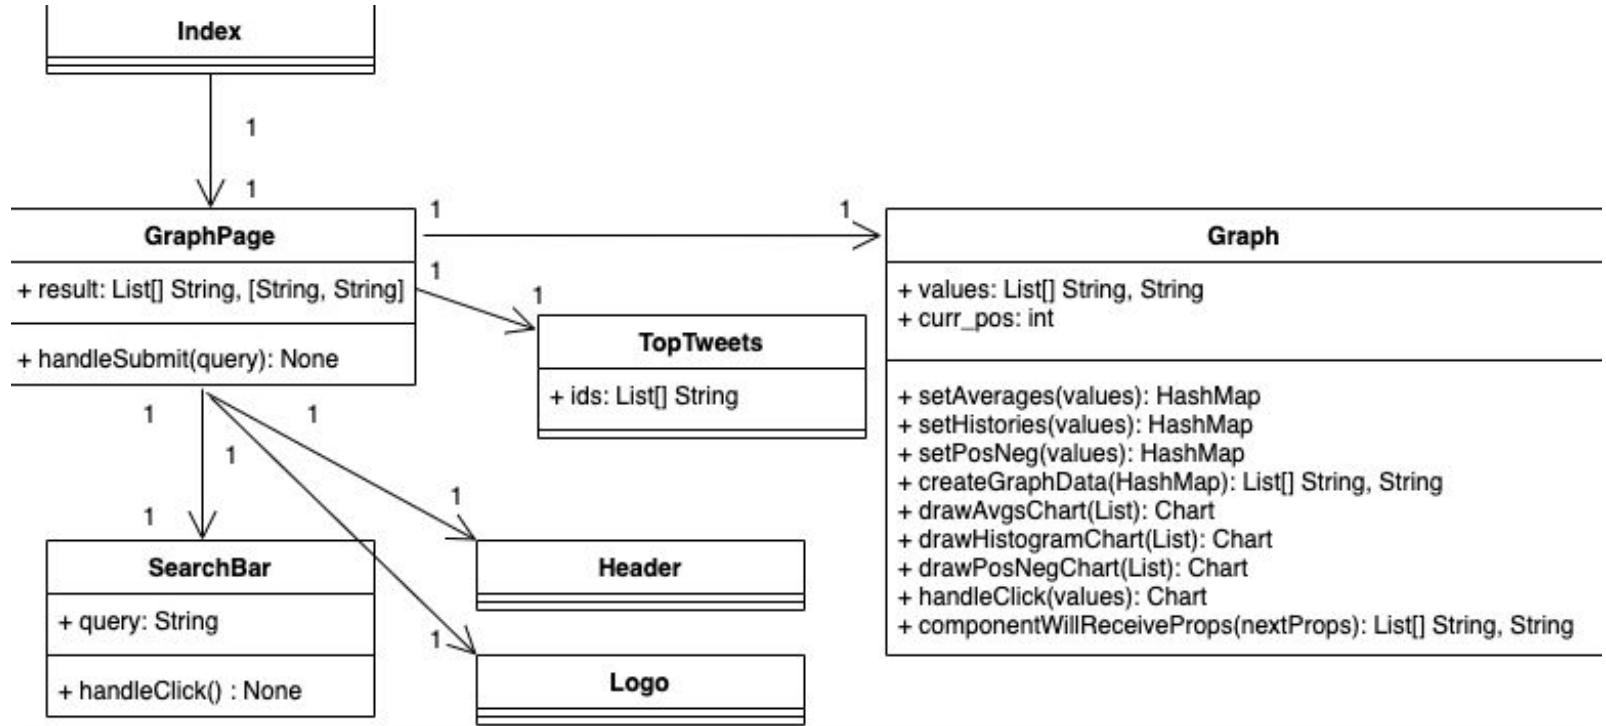 Index
1
1
GraphPage
+ result: List[] String, [String, String]
+ handleSubmit(query): None
1
1
Graph
+ values: List[] String, String
+ curr_pos: int
+ setAverages(values): HashMap
+ setHistories(values): HashMap
+ setPosNeg(values): HashMap
+ createGraphData(HashMap): List[] String, String
+ drawAvgsChart(List): Chart
+ drawHistogramChart(List): Chart
+ drawPosNegChart(List): Chart
+ handleClick(values): Chart
+ componentWillReceiveProps(nextProps): List[] String, String
1
1
TopTweets
+ ids: List[] String
1
1
1
1
SearchBar
+ query: String
+ handleClick() : None
1
Header
1
Logo